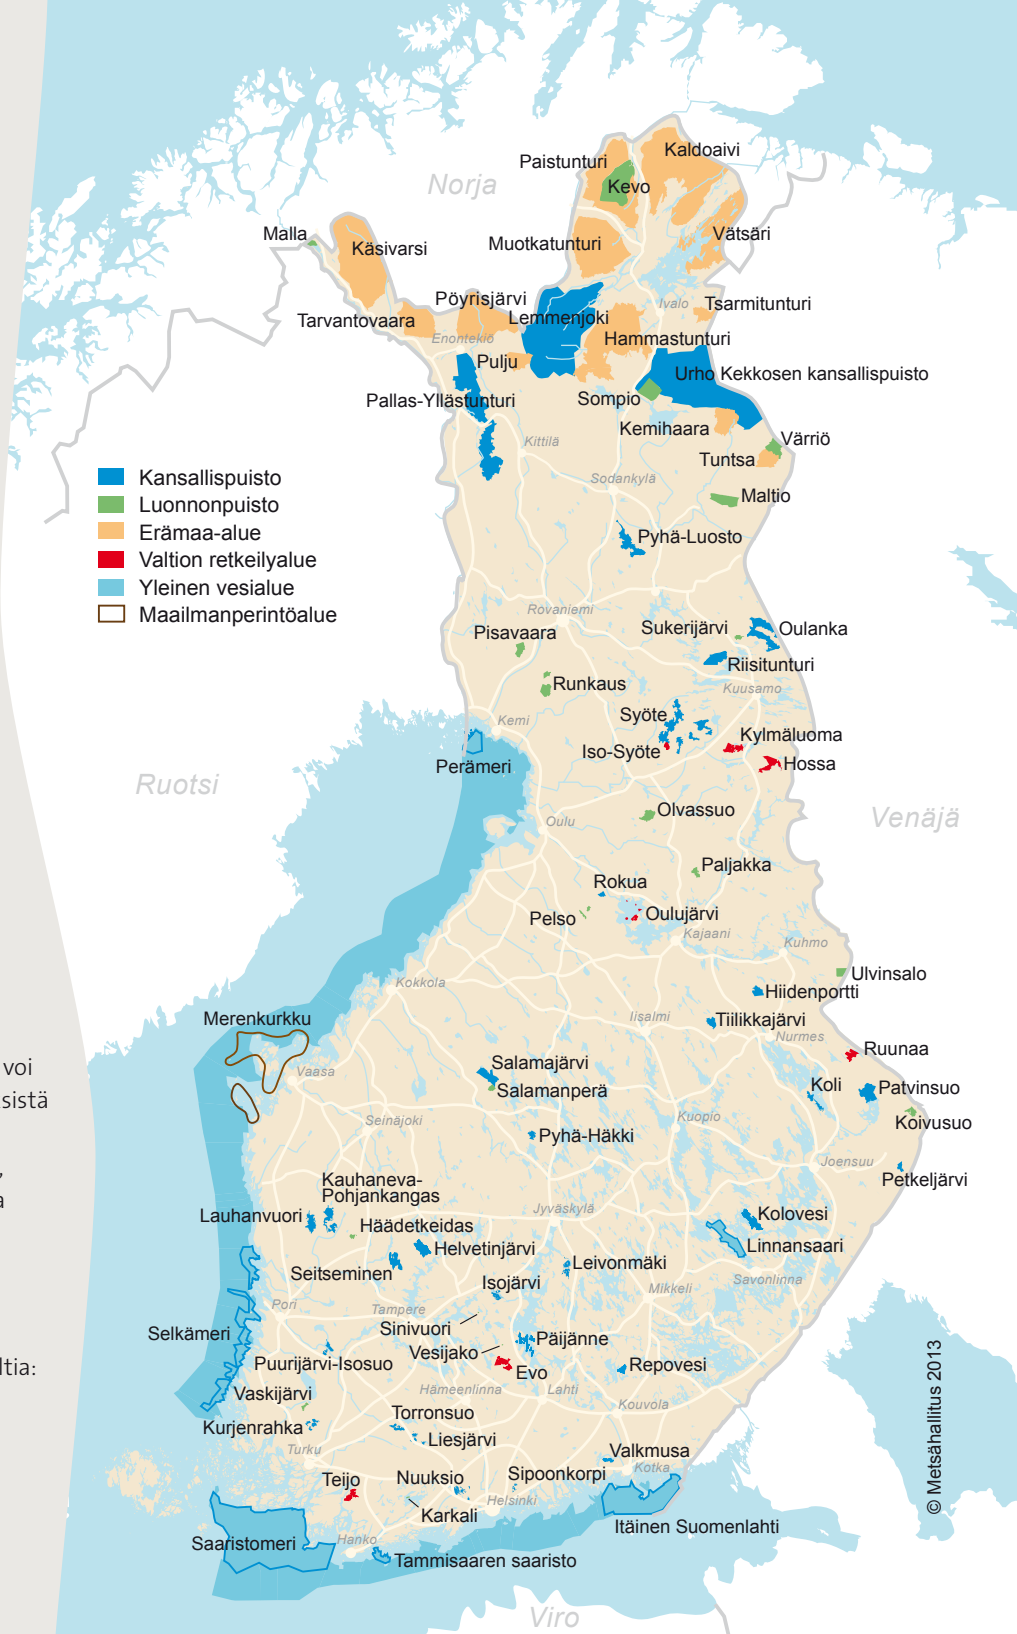 Norja
Paistunturi
Kaldoaivi
Kevo
Malla
Käsivarsi
Muotkatunturi
Vätsäri
Pöyrisjärvi
Ivalo
Tsarmitunturi
Tarvantovaara
Lemmenjoki
Enontekiö
Hammastunturi
Pulju
Urho Kekkosen kansallispuisto
Pallas-Yllästunturi
Sompio
Kemihaara
Kittilä
Värriö
Tuntsa
Sodankylä
Maltio
Pyhä-Luosto
Kansallispuisto
Luonnonpuisto
Erämaa-alue
Valtion retkeilyalue
Yleinen vesialue
Maailmanperintöalue
Rovaniemi
Pisavaara
Sukerijärvi
Oulanka
Riisitunturi
Runkaus
Kuusamo
Syöte
Kemi
Kylmäluoma
Iso-Syöte
Hossa
Perämeri
Ruotsi
Venäjä
Olvassuo
Oulu
Paljakka
Rokua
Pelso
Oulujärvi
Kajaani
Kuhmo
Ulvinsalo
Kokkola
Hiidenportti
Merenkurkku
Iisalmi
Tiilikkajärvi
Nurmes
Ruunaa
voi
Vaasa
Salamajärvi
Salamanperä
Koli
Patvinsuo
sistä
Seinäjoki
Kuopio
Koivusuo
Pyhä-Häkki
Joensuu
,
Petkeljärvi
a
Kauhaneva-
Pohjankangas
Lauhanvuori
Häädetkeidas
Jyväskylä
Kolovesi
Linnansaari
Helvetinjärvi
Leivonmäki
Seitseminen
Isojärvi
Mikkeli
Savonlinna
Pori
Tampere
Selkämeri
Sinivuori
Päijänne
Vesijako
Puurijärvi-Isosuo
Evo
Repovesi
ltia:
Vaskijärvi
Hämeenlinna
Lahti
Kouvola
Kurjenrahka
Torronsuo
Liesjärvi
Turku
Valkmusa
Kotka
Teijo
Nuuksio
Sipoonkorpi
Helsinki
Karkali
Itäinen Suomenlahti
Saaristomeri
Hanko
Tammisaaren saaristo
Viro
© Metsähallitus 2013